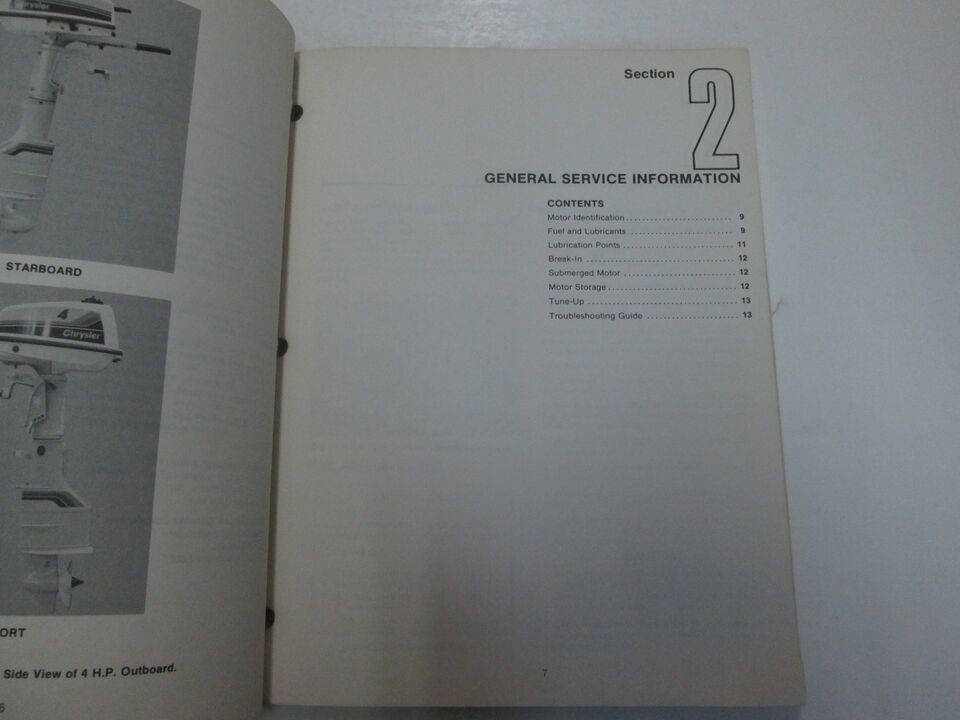 Chrysler
STARBOARD
4
Chrysler
ORT
Side View of 4 H.P. Outboard.
6
Section
2
GENERAL SERVICE INFORMATION
CONTENTS
Motor Identification.......................... 9
Fuel and Lubricants ......................... 9
Lubrication Points........................... 11
Break-In .................................... 12
Submerged Motor ........................... 12
Motor Storage............................... 12
Tune-Up .................................... 13
Troubleshooting Guide ...................... 13
7